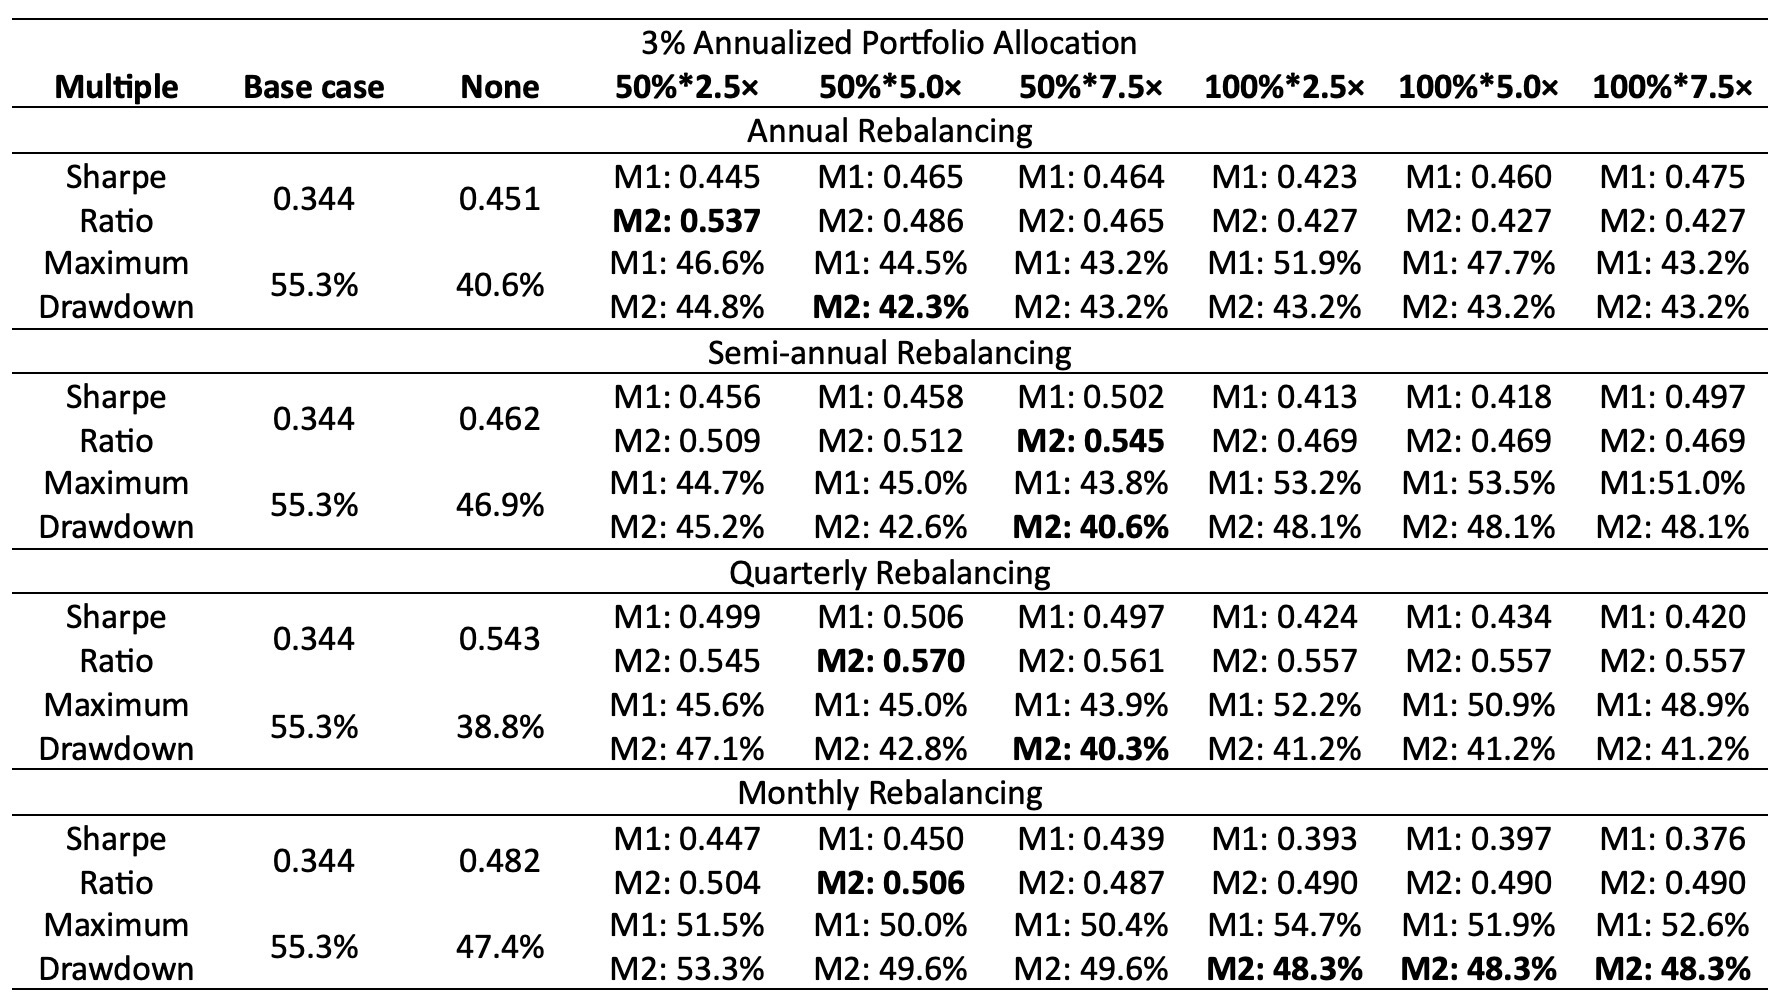 3% Annualized Portfolio Allocation
Multiple Base case None 50%*2.5× 50%*5.0× 50%*7.5× 100%*2.5× 100%*5.0× 100%*7.5×
Annual Rebalancing
Sharpe Ratio 0.344 0.451 M1: 0.445 M1: 0.465 M1: 0.464 M1: 0.423 M1: 0.460 M1: 0.475
M2: 0.537 M2: 0.486 M2: 0.465 M2: 0.427 M2: 0.427 M2: 0.427
Maximum Drawdown 55.3% 40.6% M1: 46.6% M1: 44.5% M1: 43.2% M1: 51.9% M1: 47.7% M1: 43.2%
M2: 44.8% M2: 42.3% M2: 43.2% M2: 43.2% M2: 43.2% M2: 43.2%
Semi-annual Rebalancing
Sharpe Ratio 0.344 0.462 M1: 0.456 M1: 0.458 M1: 0.502 M1: 0.413 M1: 0.418 M1: 0.497
M2: 0.509 M2: 0.512 M2: 0.545 M2: 0.469 M2: 0.469 M2: 0.469
Maximum Drawdown 55.3% 46.9% M1: 44.7% M1: 45.0% M1: 43.8% M1: 53.2% M1: 53.5% M1:51.0%
M2: 45.2% M2: 42.6% M2: 40.6% M2: 48.1% M2: 48.1% M2: 48.1%
Quarterly Rebalancing
Sharpe Ratio 0.344 0.543 M1: 0.499 M1: 0.506 M1: 0.497 M1: 0.424 M1: 0.434 M1: 0.420
M2: 0.545 M2: 0.570 M2: 0.561 M2: 0.557 M2: 0.557 M2: 0.557
Maximum Drawdown 55.3% 38.8% M1: 45.6% M1: 45.0% M1: 43.9% M1: 52.2% M1: 50.9% M1: 48.9%
M2: 47.1% M2: 42.8% M2: 40.3% M2: 41.2% M2: 41.2% M2: 41.2%
Monthly Rebalancing
Sharpe Ratio 0.344 0.482 M1: 0.447 M1: 0.450 M1: 0.439 M1: 0.393 M1: 0.397 M1: 0.376
M2: 0.504 M2: 0.506 M2: 0.487 M2: 0.490 M2: 0.490 M2: 0.490
Maximum Drawdown 55.3% 47.4% M1: 51.5% M1: 50.0% M1: 50.4% M1: 54.7% M1: 51.9% M1: 52.6%
M2: 53.3% M2: 49.6% M2: 49.6% M2: 48.3% M2: 48.3% M2: 48.3%